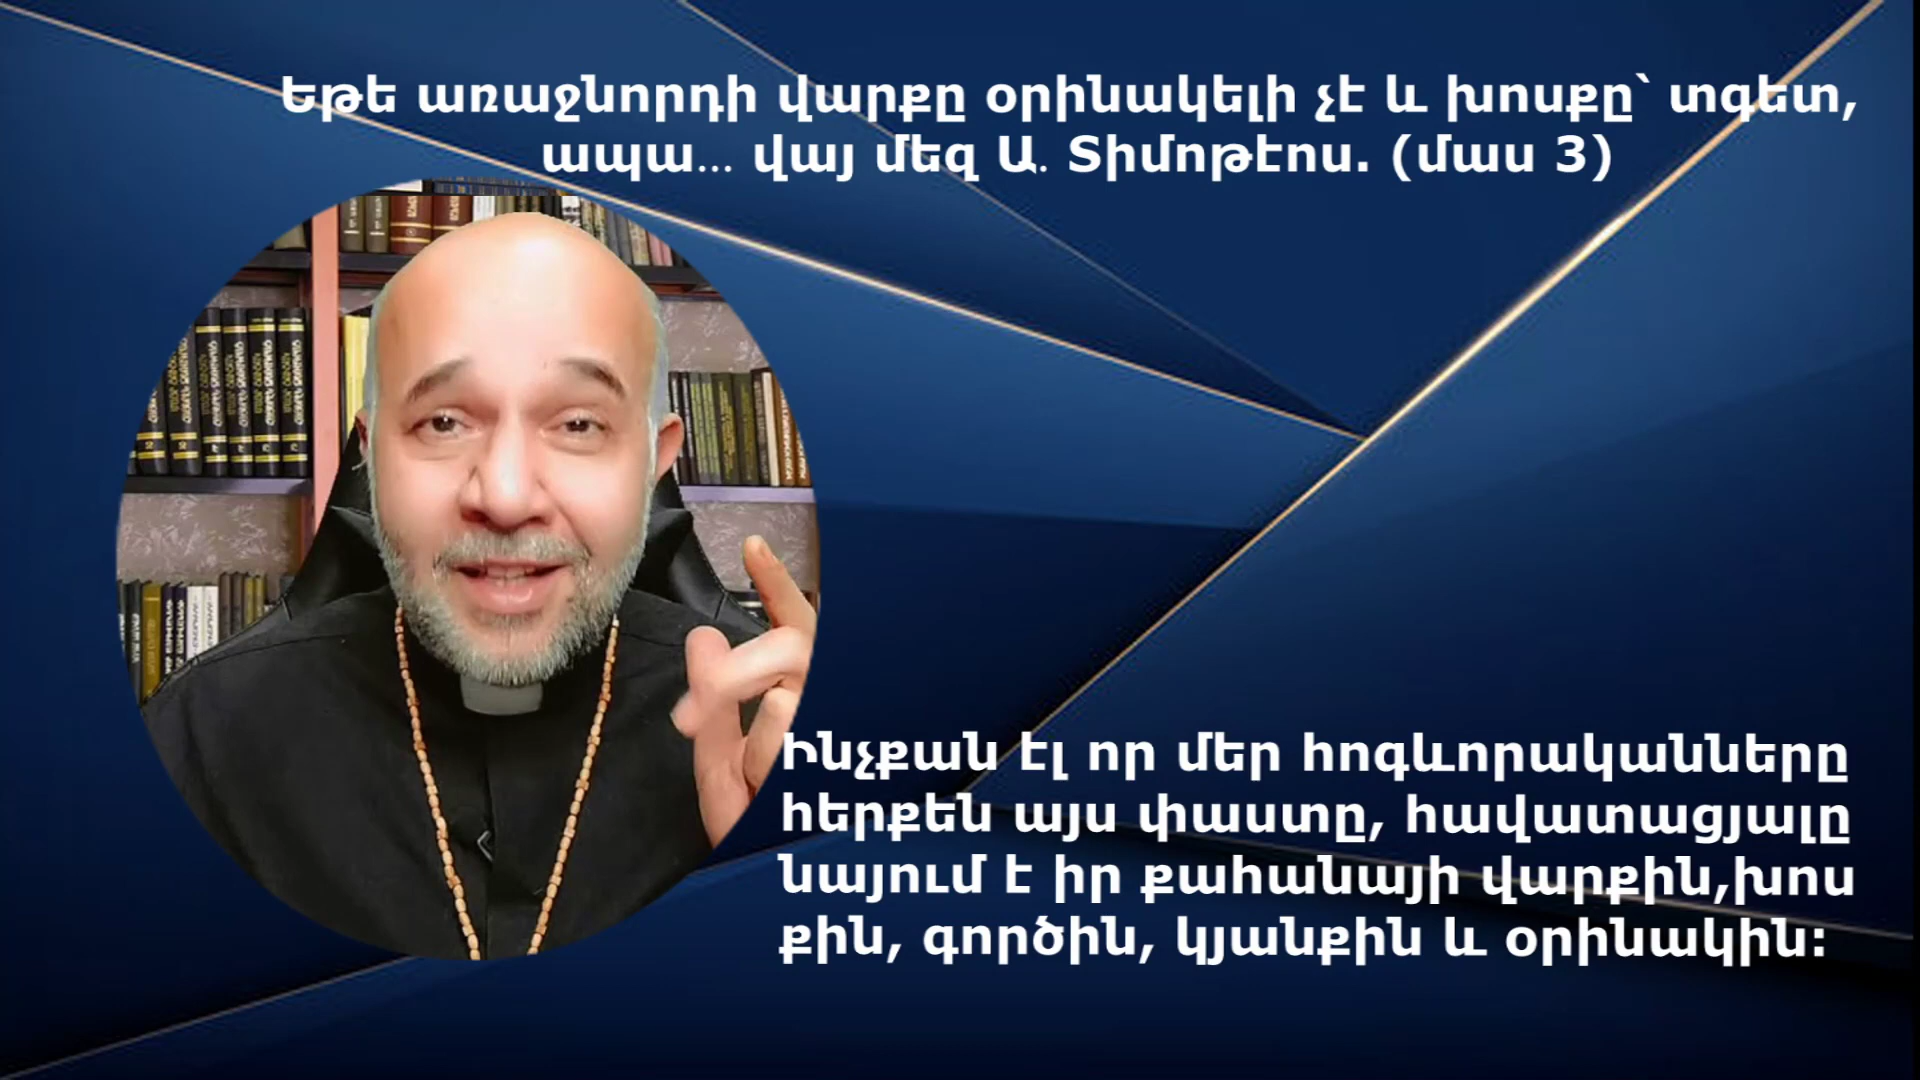 Եթե առաջնորդի վարքը օրինակելի չէ և խոսքը՝ տգետ,
ապա... վայ մեզ Ա. Տիմոթէոս. (մաս 3)
Ինչքան էլ որ մեր հոգևորականները
հերքեն այս փաստը, հավատացյալը
նայում է իր քահանայի վարքին,խոս
քին, գործին, կյանքին և օրինակին: